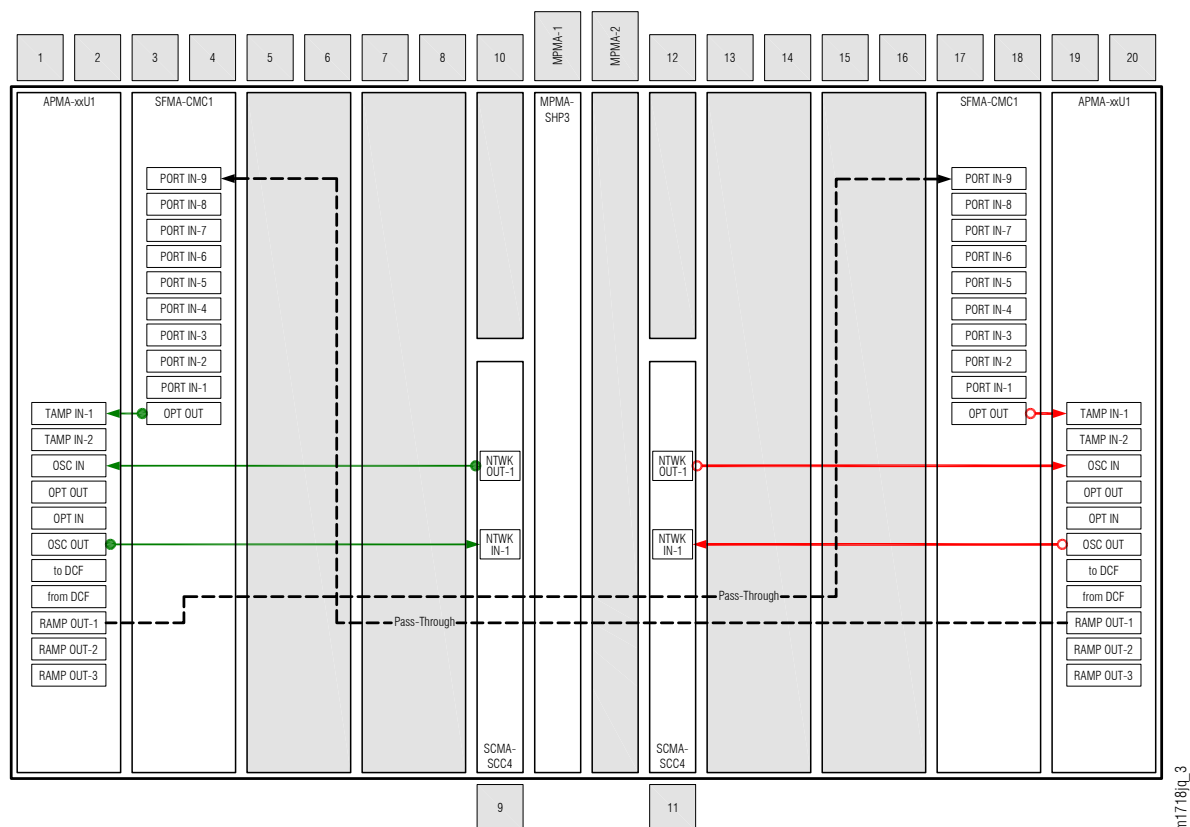 1
2
3
4
5
6
7
8
10
MPMA-1
MPMA-2
12
13
14
15
16
17
18
19
20
APMA-xxU1
SFMA-CMC1
MPMA-
SHP3
SFMA-CMC1
APMA-xxU1
PORT IN-9
PORT IN-8
PORT IN-7
PORT IN-6
PORT IN-5
PORT IN-4
PORT IN-3
PORT IN-2
PORT IN-1
OPT OUT
PORT IN-9
PORT IN-8
PORT IN-7
PORT IN-6
PORT IN-5
PORT IN-4
PORT IN-3
PORT IN-2
PORT IN-1
OPT OUT
TAMP IN-1
TAMP IN-2
OSC IN
OPT OUT
OPT IN
OSC OUT
to DCF
from DCF
RAMP OUT-1
RAMP OUT-2
RAMP OUT-3
NTWK
OUT-1
NTWK
IN-1
NTWK
OUT-1
NTWK
IN-1
TAMP IN-1
TAMP IN-2
OSC IN
OPT OUT
OPT IN
OSC OUT
to DCF
from DCF
RAMP OUT-1
RAMP OUT-2
RAMP OUT-3
Pass-Through
Pass-Through
SCMA-
SCC4
SCMA-
SCC4
9
11
m1718jq_3